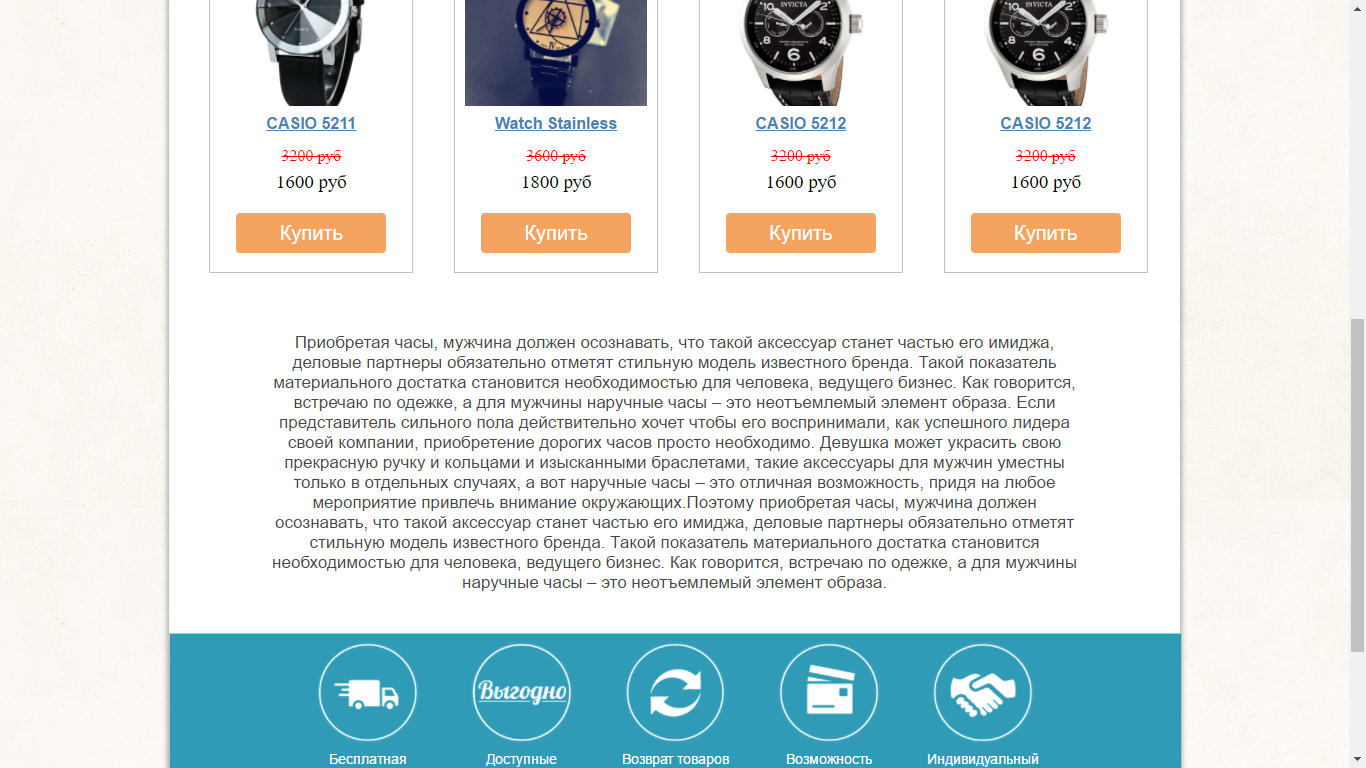 INVICTA
INVICTA
CASIO 5211
Watch Stainless
CASIO 5212
CASIO 5212
3200 руб
3600 руб
3200 руб
3200 руб
1600 руб
1800 руб
1600 руб
1600 руб
Купить
Купить
Купить
Купить
Приобретая часы, мужчина должен осознавать, что такой аксессуар станет частью его имиджа,
деловые партнеры обязательно отметят стильную модель известного бренда. Такой показатель
материального достатка становится необходимостью для человека, ведущего бизнес. Как говорится,
встречаю по одежке, а для мужчины наручные часы – это неотъемлемый элемент образа. Если
представитель сильного пола действительно хочет чтобы его воспринимали, как успешного лидера
своей компании, приобретение дорогих часов просто необходимо. Девушка может украсить свою
прекрасную ручку и кольцами и изысканными браслетами, такие аксессуары для мужчин уместны
только в отдельных случаях, а вот наручные часы – это отличная возможность, придя на любое
мероприятие привлечь внимание окружающих.Поэтому приобретая часы, мужчина должен
осознавать, что такой аксессуар станет частью его имиджа, деловые партнеры обязательно отметят
стильную модель известного бренда. Такой показатель материального достатка становится
необходимостью для человека, ведущего бизнес. Как говорится, встречаю по одежке, а для мужчины
наручные часы – это неотъемлемый элемент образа.
Выгодно
Бесплатная
Доступные
Возврат товаров
Возможность
Индивидуальный